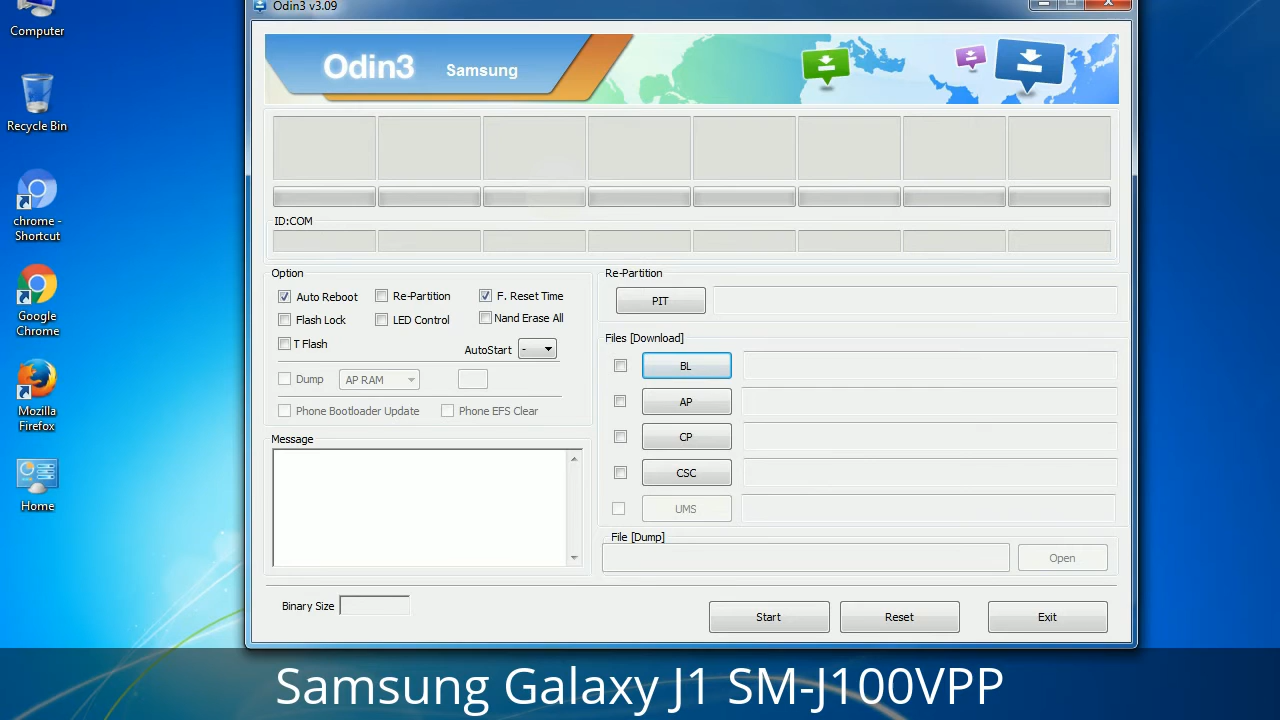 Odin3 v3.09
Computer
Recycle Bin
chrome -
Shortcut
Google
Chrome
Mozilla
Firefox
Home
Odin3 Samsung
ID:COM
Option
Auto Reboot
Re-Partition
F. Reset Time
Flash Lock
LED Control
Nand Erase All
T Flash
AutoStart -
Dump AP RAM
Phone Bootloader Update
Phone EFS Clear
Message
Binary Size
Re-Partition
PIT
Files [Download]
BL
AP
CP
CSC
UMS
File [Dump]
Open
Start
Reset
Exit
Samsung Galaxy J1 SM-J100VPP